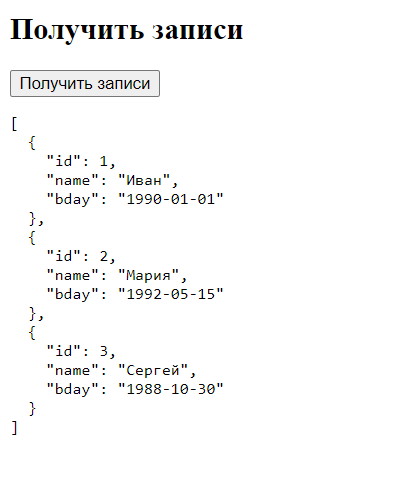 Получить записи
Получить записи
[
  {
    "id": 1,
    "name": "Иван",
    "bday": "1990-01-01"
  },
  {
    "id": 2,
    "name": "Мария",
    "bday": "1992-05-15"
  },
  {
    "id": 3,
    "name": "Сергей",
    "bday": "1988-10-30"
  }
]